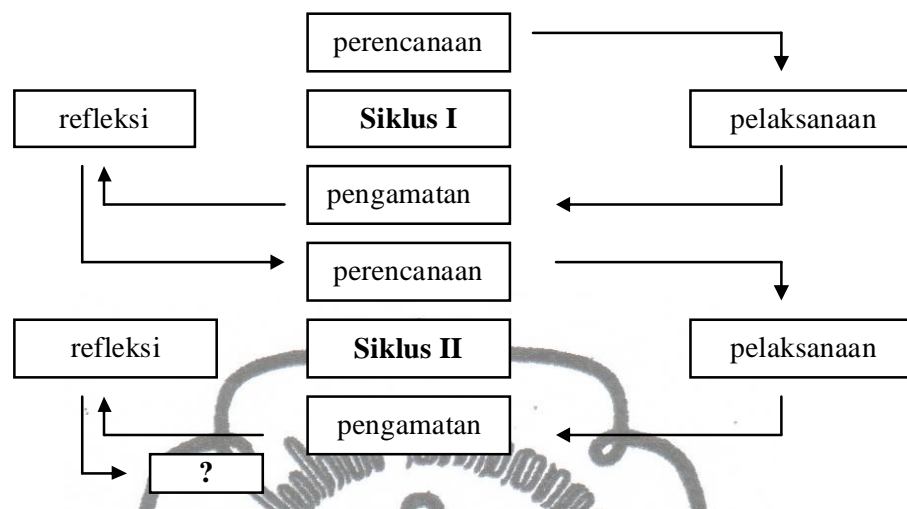 perencanaan
refleksi
Siklus I
pelaksanaan
pengamatan
perencanaan
refleksi
Siklus II
pelaksanaan
pengamatan
?